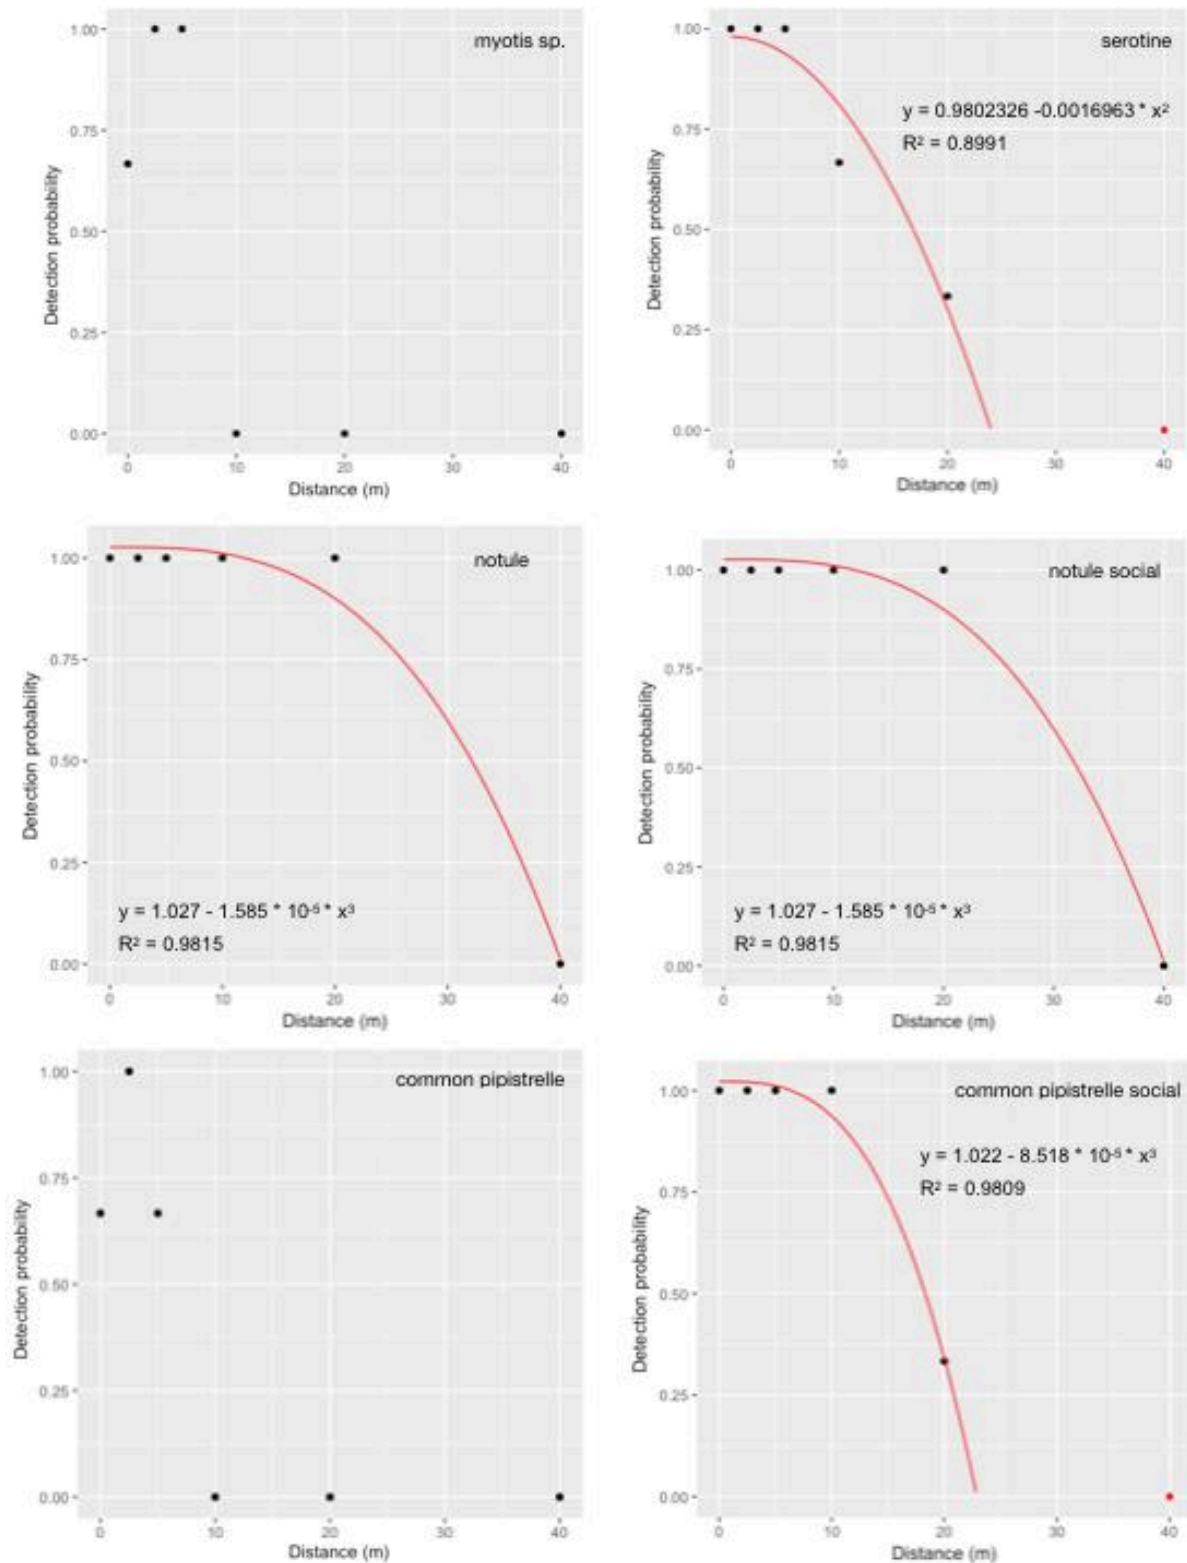 myotis sp.
1.00
0.75
0.50
0.25
0.00
Detection probability
0
10
20
30
40
Distance (m)
serotine
y = 0.9802326 -0.0016963 * x²
R² = 0.8991
1.00
0.75
0.50
0.25
0.00
Detection probability
0
10
20
30
40
Distance (m)
notule
1.00
0.75
0.50
0.25
0.00
Detection probability
y = 1.027 - 1.585 * 10⁻⁵ * x³
R² = 0.9815
0
10
20
30
40
Distance (m)
notule social
1.00
0.75
0.50
0.25
0.00
Detection probability
y = 1.027 - 1.585 * 10⁻⁵ * x³
R² = 0.9815
0
10
20
30
40
Distance (m)
common pipistrelle
1.00
0.75
0.50
0.25
0.00
Detection probability
0
10
20
30
40
Distance (m)
common pipistrelle social
y = 1.022 - 8.518 * 10⁻⁵ * x³
R² = 0.9809
1.00
0.75
0.50
0.25
0.00
Detection probability
0
10
20
30
40
Distance (m)